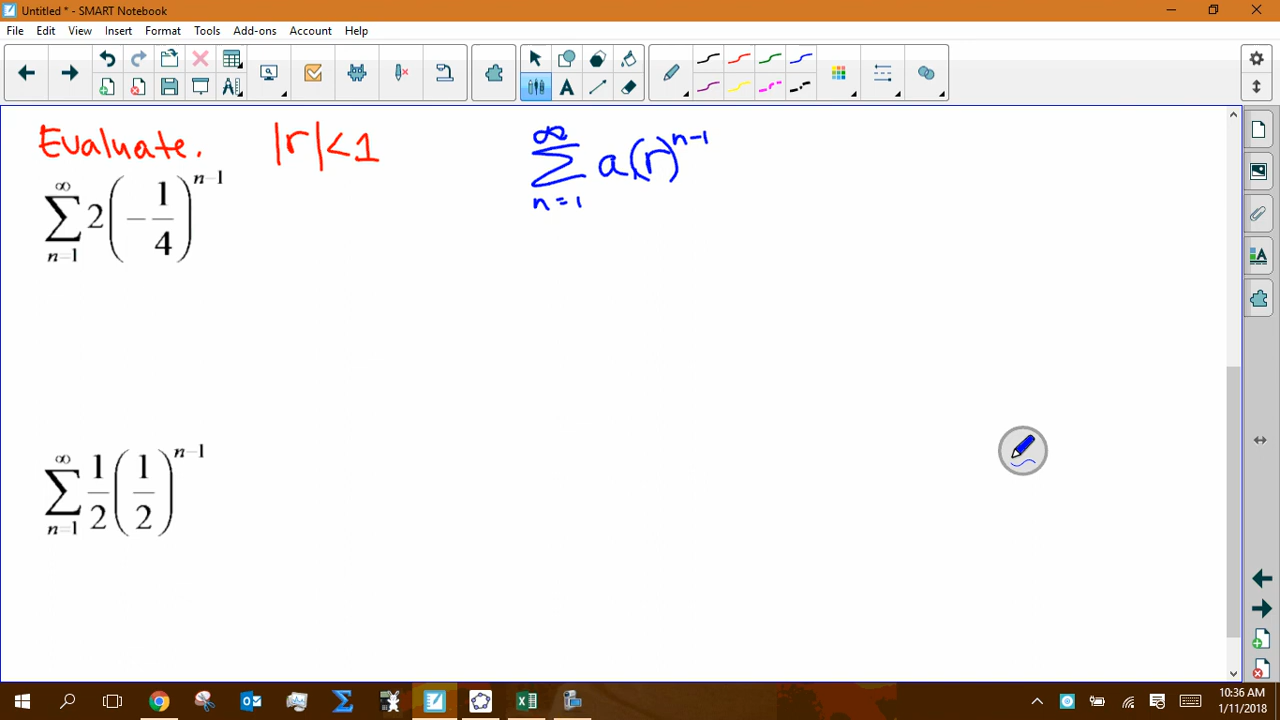 Untitled * - SMART Notebook
File Edit View Insert Format Tools Add-ons Account Help
Evaluate. |r| < 1
∞
∑ a₁(r)ⁿ⁻¹
n = 1
∞
∑ 2(-1/4)ⁿ⁻¹
n=1
∞
∑ 1/2(1/2)ⁿ⁻¹
n=1
10:36 AM
1/11/2018